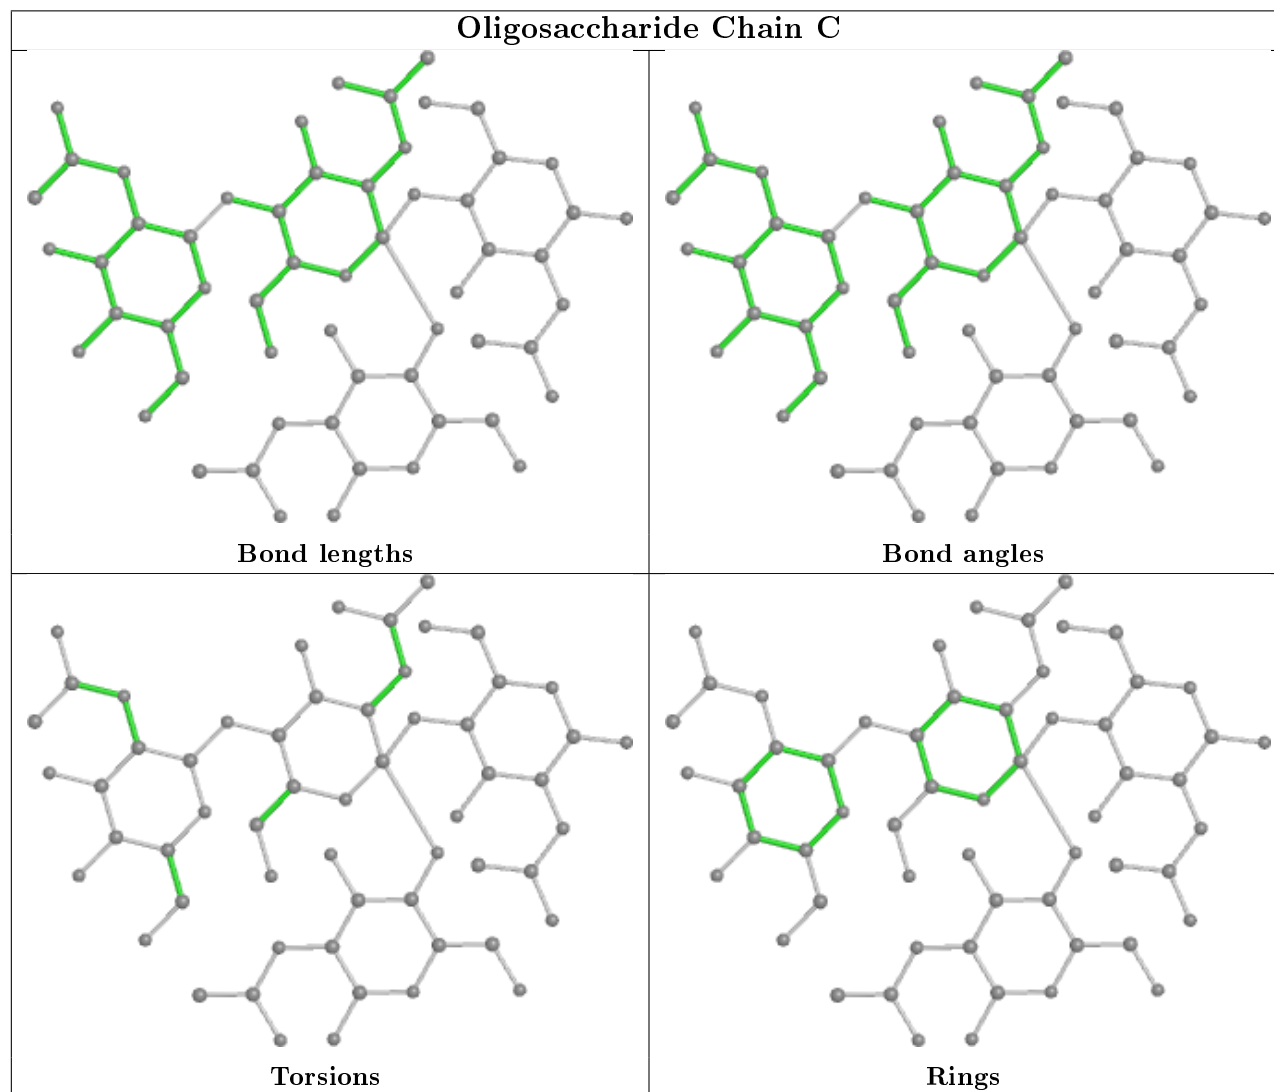 Oligosaccharide Chain C
Bond lengths
Bond angles
Torsions
Rings